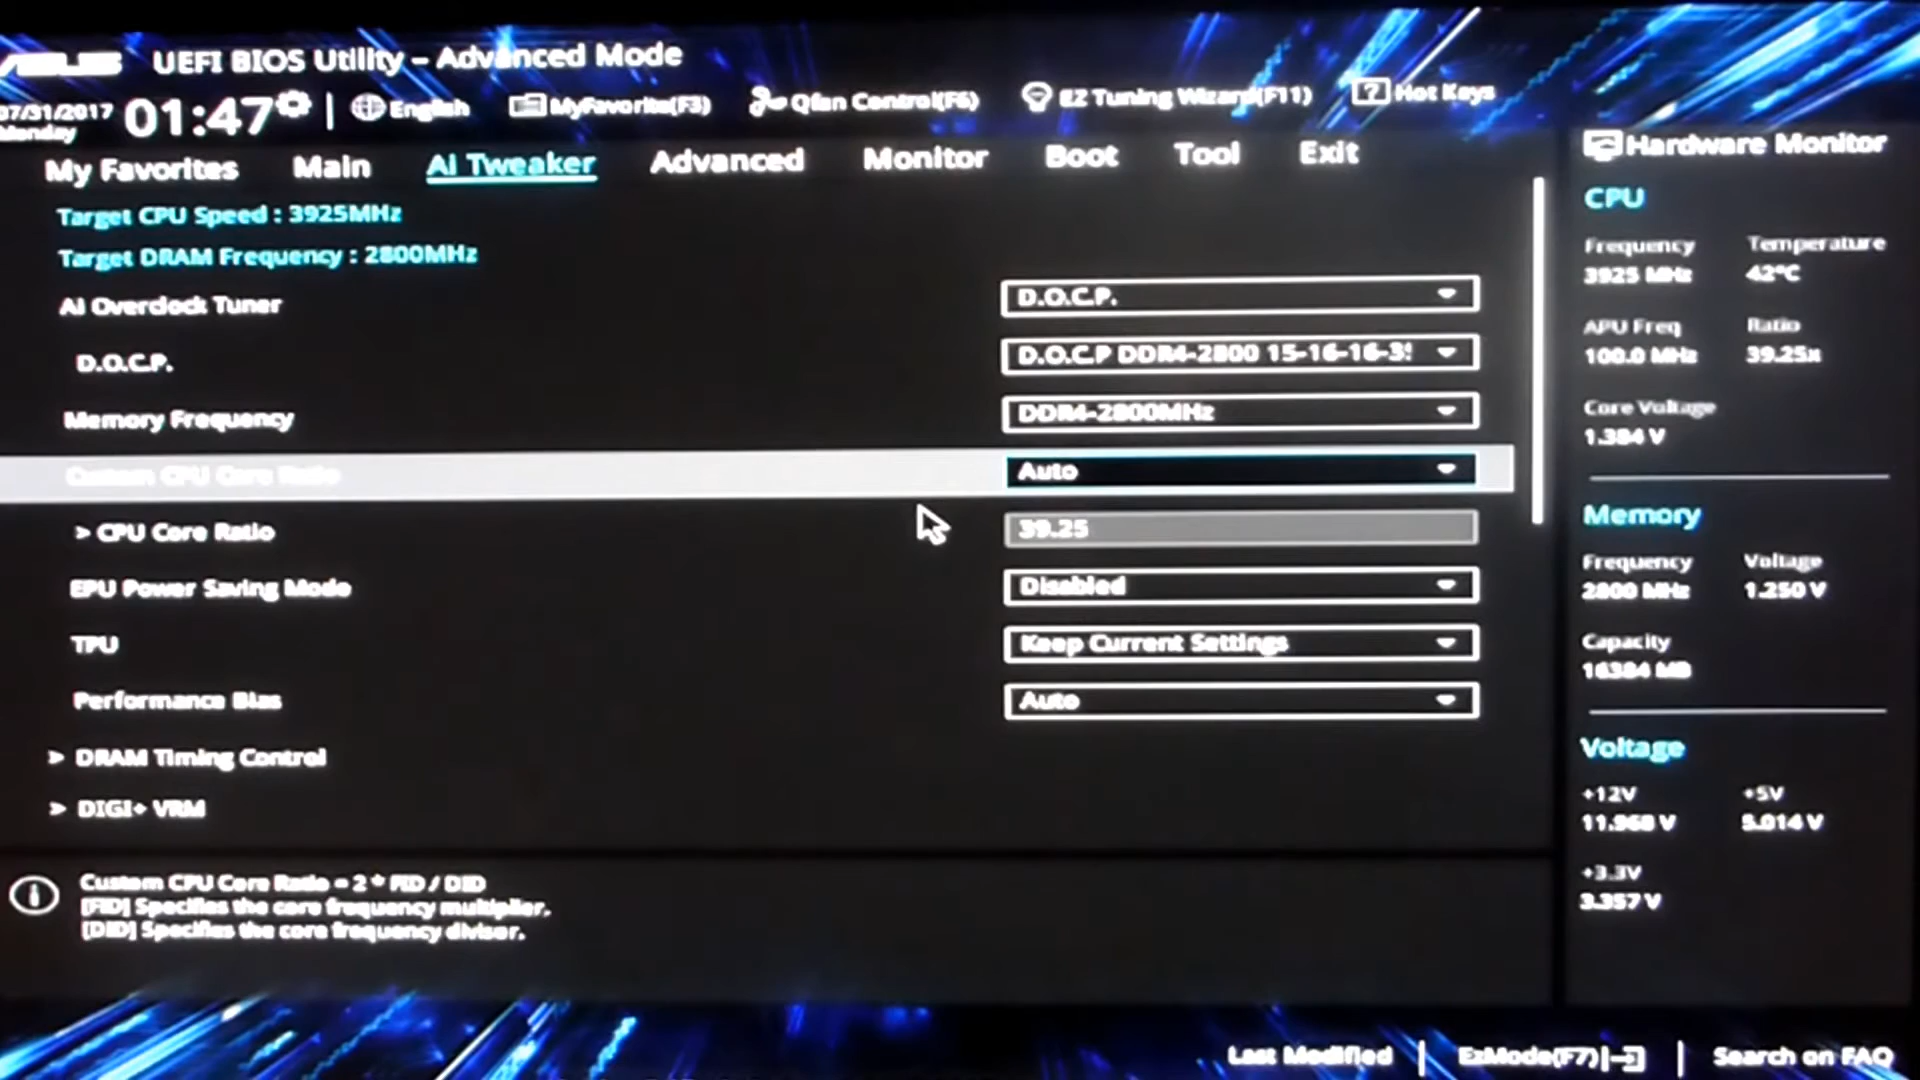 ASUS UEFI BIOS Utility – Advanced Mode
07/31/2017
Monday
01:47
English
MyFavorite(F3)
Qfan Control(F6)
EZ Tuning Wizard(F11)
Hot Keys
My Favorites
Main
Ai Tweaker
Advanced
Monitor
Boot
Tool
Exit
Target CPU Speed : 3925MHz
Target DRAM Frequency : 2800MHz
Ai Overclock Tuner
D.O.C.P.
D.O.C.P.
D.O.C.P DDR4-2800 15-16-16-3
Memory Frequency
DDR4-2800MHz
Custom CPU Core Ratio
Auto
> CPU Core Ratio
39.25
EPU Power Saving Mode
Disabled
TPU
Keep Current Settings
Performance Bias
Auto
> DRAM Timing Control
> DIGI+ VRM
Custom CPU Core Ratio = 2 * FID / DID
[FID] Specifies the core frequency multiplier.
[DID] Specifies the core frequency divisor.
Hardware Monitor
CPU
Frequency Temperature
3925 MHz 42°C
APU Freq Ratio
100.0 MHz 39.25x
Core Voltage
1.384 V
Memory
Frequency Voltage
2800 MHz 1.250 V
Capacity
16384 MB
Voltage
+12V +5V
11.968 V 5.014 V
+3.3V
3.357 V
Last Modified
EzMode(F7)
Search on FAQ